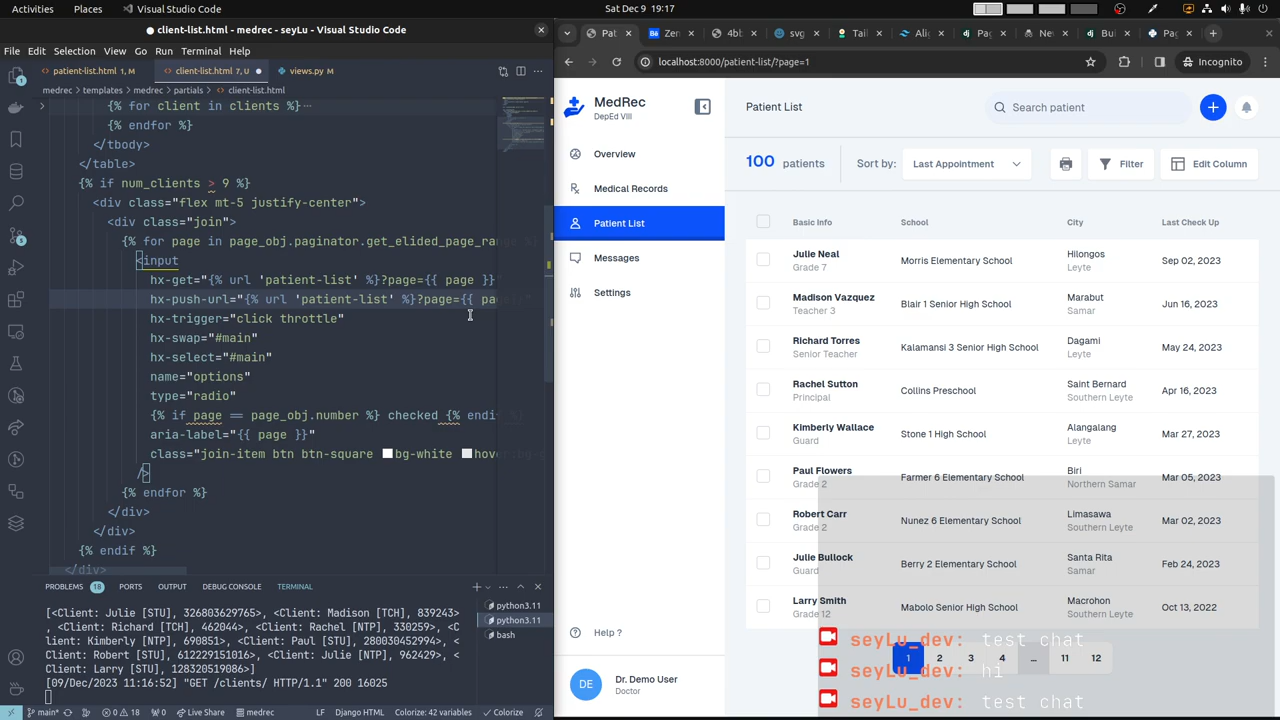 Activities Places Visual Studio Code Sat Dec 9 19:17
client-list.html - medrec - seyLu - Visual Studio Code
File Edit Selection View Go Run Terminal Help
patient-list.html 1, M client-list.html 7, U views.py M
medrec > templates > medrec > partials > client-list.html
{% for client in clients %}···
{% endfor %}
</tbody>
</table>
{% if num_clients > 9 %}
<div class="flex mt-5 justify-center">
<div class="join">
{% for page in page_obj.paginator.get_elided_page_range %}
<input
hx-get="{% url 'patient-list' %}?page={{ page }}"
hx-push-url="{% url 'patient-list' %}?page={{ page
hx-trigger="click throttle"
hx-swap="#main"
hx-select="#main"
name="options"
type="radio"
{% if page == page_obj.number %} checked {% endif %}
aria-label="{{ page }}"
class="join-item btn btn-square bg-white hover:bg-
/>
{% endfor %}
</div>
</div>
{% endif %}
</div>
PROBLEMS 18 PORTS OUTPUT DEBUG CONSOLE TERMINAL
[<Client: Julie [STU], 326803629765>, <Client: Madison [TCH], 839243>
, <Client: Richard [TCH], 462044>, <Client: Rachel [NTP], 330259>, <C
lient: Kimberly [NTP], 690851>, <Client: Paul [STU], 280030452994>, <
Client: Robert [STU], 612229151016>, <Client: Julie [NTP], 962429>, <
Client: Larry [STU], 128320519086>]
[09/Dec/2023 11:16:52] "GET /clients/ HTTP/1.1" 200 16025
python3.11
python3.11
bash
main* 0 18 0 Live Share medrec LF Django HTML Colorize: 42 variables Colorize
Pat Zen 4b svg Tail Alig Pag Ne Bui Pag
localhost:8000/patient-list/?page=1 Incognito
MedRec
DepEd VIII
Overview
Medical Records
Patient List
Messages
Settings
Help ?
DE
Dr. Demo User
Doctor
Patient List Search patient
100 patients Sort by: Last Appointment Filter Edit Column
Basic Info School City Last Check Up
Julie Neal
Grade 7
Morris Elementary School
Hilongos
Leyte
Sep 02, 2023
Madison Vazquez
Teacher 3
Blair 1 Senior High School
Marabut
Samar
Jun 16, 2023
Richard Torres
Senior Teacher
Kalamansi 3 Senior High School
Dagami
Leyte
May 24, 2023
Rachel Sutton
Principal
Collins Preschool
Saint Bernard
Southern Leyte
Apr 16, 2023
Kimberly Wallace
Guard
Stone 1 High School
Alangalang
Leyte
Mar 27, 2023
Paul Flowers
Grade 2
Farmer 6 Elementary School
Biri
Northern Samar
Mar 05, 2023
Robert Carr
Grade 2
Nunez 6 Elementary School
Limasawa
Southern Leyte
Mar 02, 2023
Julie Bullock
Guard
Berry 2 Elementary School
Santa Rita
Samar
Feb 24, 2023
Larry Smith
Grade 12
Mabolo Senior High School
Macrohon
Southern Leyte
Oct 13, 2022
seyLu_dev: test chat
1 2 3 4 … 11 12
seyLu_dev: hi
seyLu_dev: test chat